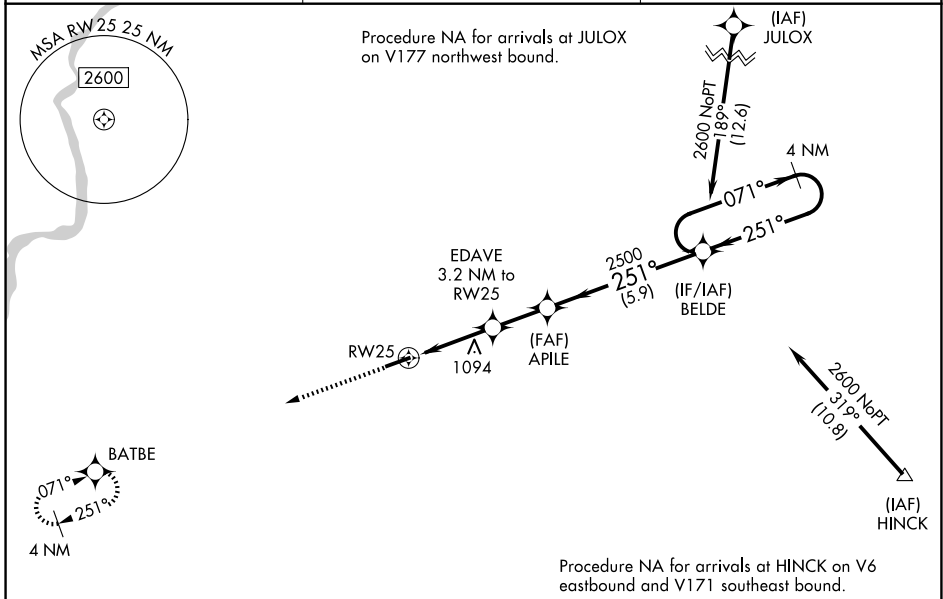 MSA RW25 25 NM
2600
Procedure NA for arrivals at JULOX
on V177 northwest bound.
(IAF)
JULOX
2600 NoPT
189°
(12.6)
4 NM
071°
251°
(IF/IAF)
BELDE
2500
251°
(5.9)
EDAVE
3.2 NM to
RW25
(FAF)
APILE
1094
RW25
2600 NoPT
319°
(10.8)
(IAF)
HINCK
BATBE
071°
251°
4 NM
Procedure NA for arrivals at HINCK on V6
eastbound and V171 southeast bound.